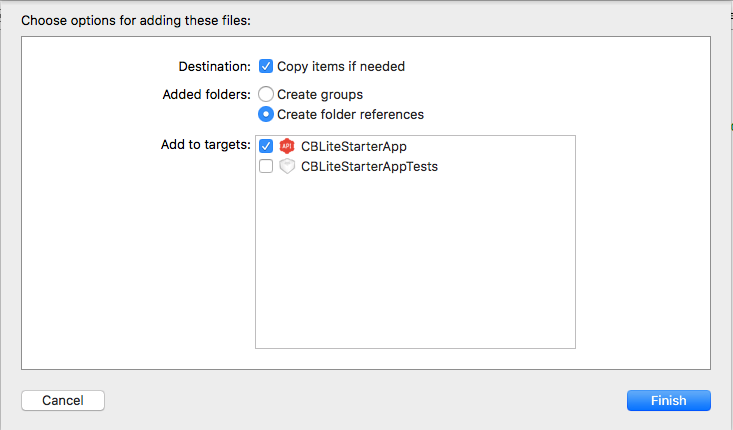 Choose options for adding these files:
Destination: Copy items if needed
Added folders: Create groups
Create folder references
Add to targets: API CBLiteStarterApp
CBLiteStarterAppTests
Cancel Finish